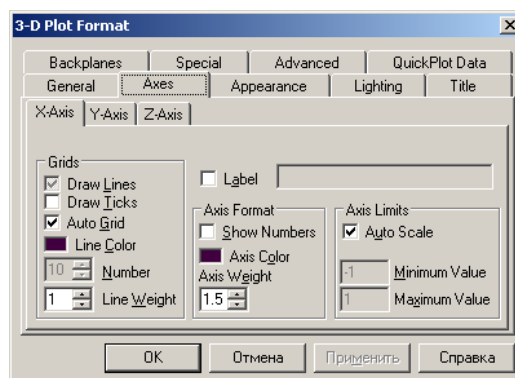 3-D Plot Format
Backplanes Special Advanced QuickPlot Data
General Axes Appearance Lighting Title
X-Axis Y-Axis Z-Axis
Grids
Draw Lines
Draw Ticks
Auto Grid
Line Color
10 Number
1 Line Weight
Label
Axis Format
Show Numbers
Axis Color
Axis Weight
1.5
Axis Limits
Auto Scale
-1 Minimum Value
1 Maximum Value
OK Отмена Применить Справка